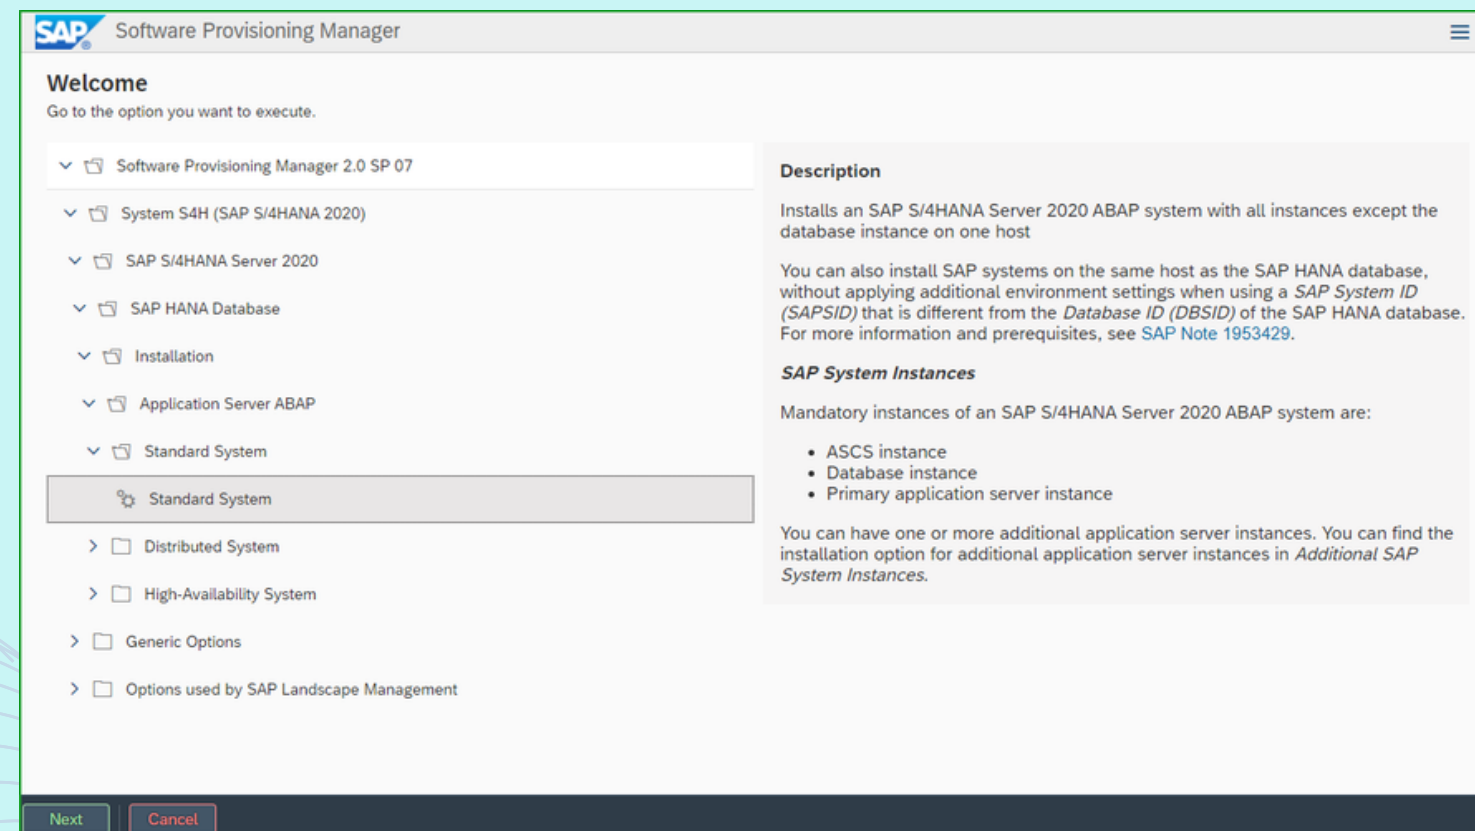 SAP Software Provisioning Manager
Welcome
Go to the option you want to execute.
Software Provisioning Manager 2.0 SP 07
System S4H (SAP S/4HANA 2020)
SAP S/4HANA Server 2020
SAP HANA Database
Installation
Application Server ABAP
Standard System
Standard System
Distributed System
High-Availability System
Generic Options
Options used by SAP Landscape Management
Description
Installs an SAP S/4HANA Server 2020 ABAP system with all instances except the
database instance on one host
You can also install SAP systems on the same host as the SAP HANA database,
without applying additional environment settings when using a SAP System ID
(SAPSID) that is different from the Database ID (DBSID) of the SAP HANA database.
For more information and prerequisites, see SAP Note 1953429.
SAP System Instances
Mandatory instances of an SAP S/4HANA Server 2020 ABAP system are:
• ASCS instance
• Database instance
• Primary application server instance
You can have one or more additional application server instances. You can find the
installation option for additional application server instances in Additional SAP
System Instances.
Next Cancel